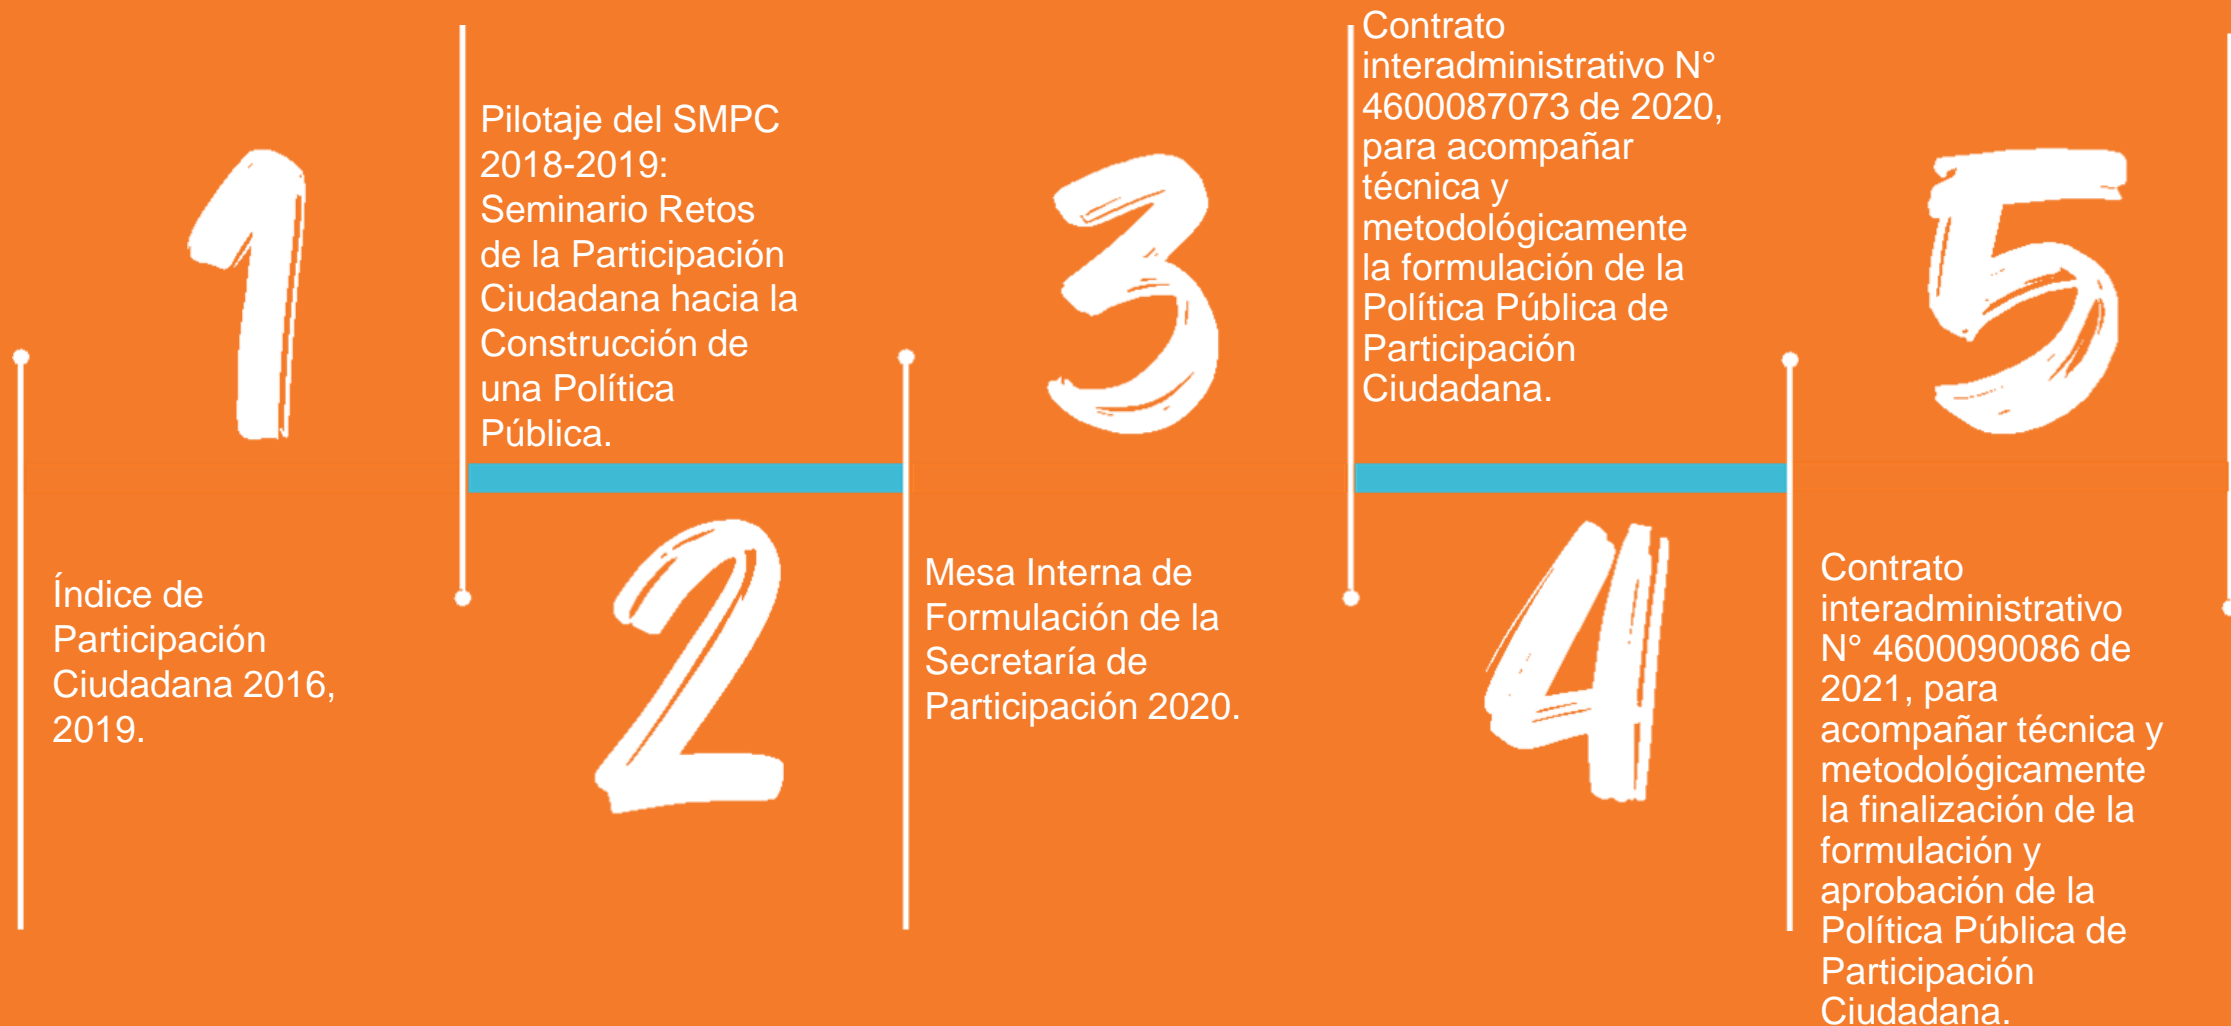 1
Índice de
Participación
Ciudadana 2016,
2019.
Pilotaje del SMPC
2018-2019:
Seminario Retos
de la Participación
Ciudadana hacia la
Construcción de
una Política
Pública.
2
3
Mesa Interna de
Formulación de la
Secretaría de
Participación 2020.
Contrato
interadministrativo N°
4600087073 de 2020,
para acompañar
técnica y
metodológicamente
la formulación de la
Política Pública de
Participación
Ciudadana.
4
5
Contrato
interadministrativo
N° 4600090086 de
2021, para
acompañar técnica y
metodológicamente
la finalización de la
formulación y
aprobación de la
Política Pública de
Participación
Ciudadana.